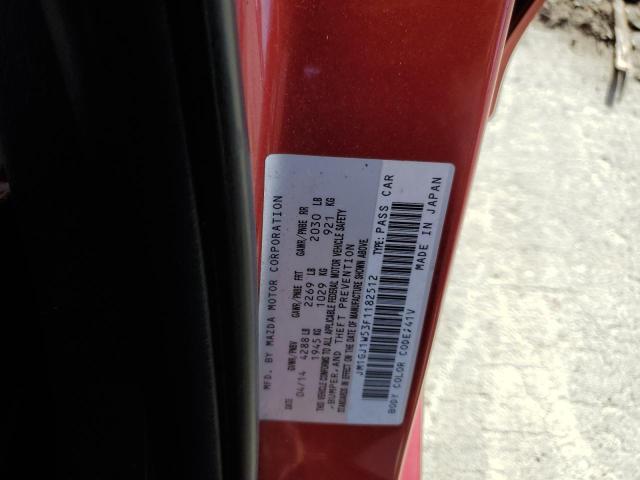 MFD. BY MAZDA MOTOR CORPORATION
DATE GVWR/PNBV GAWR/PNBE FRT GAWR/PNBE RR
04/14 4288 LB 2269 LB 2030 LB
1945 KG 1029 KG 921 KG
THIS VEHICLE CONFORMS TO ALL APPLICABLE FEDERAL MOTOR VEHICLE SAFETY
,BUMPER,AND THEFT PREVENTION
STANDARDS IN EFFECT ON THE DATE OF MANUFACTURE SHOWN ABOVE.
JM1GJ1W53F1182512 TYPE: PASS CAR
BODY COLOR CODE:41V MADE IN JAPAN